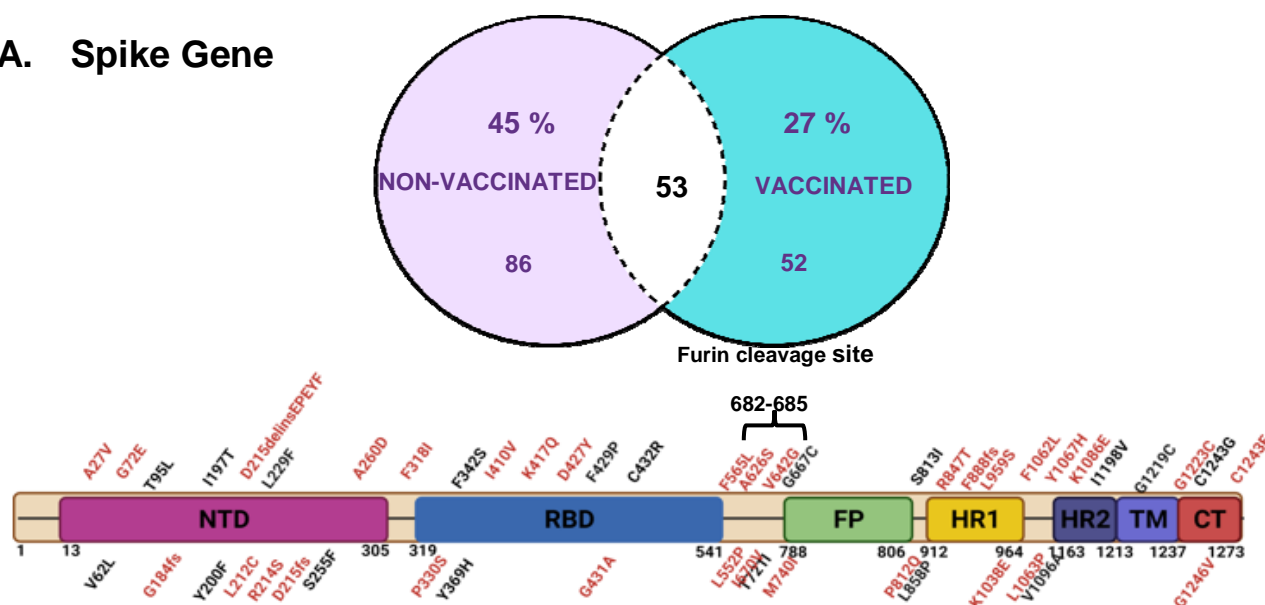 A. Spike Gene
45 %
27 %
NON-VACCINATED
53
VACCINATED
86
52
Furin cleavage site
682-685
A27V
G72E
T95L
I197T
D215delinsEPEYF
L229F
A260D
F318I
F342S
I410V
K417Q
D427Y
F429P
C432R
F565L
A626S
V642G
G667C
S813I
R847T
F888fs
L959S
F1062L
Y1067H
K1086E
I1198V
G1219C
G1223C
C1243G
NTD
RBD
FP
HR1
HR2
TM
CT
1
13
305
319
541
788
806
912
964
1163
1213
1237
1273
V62L
G184fs
Y200F
L212C
R214S
D215fs
S255F
P330S
Y369H
G431A
L552P
I670V
T721I
P812Q
L858P
K1038E
L1063P
V1096A
G1246V